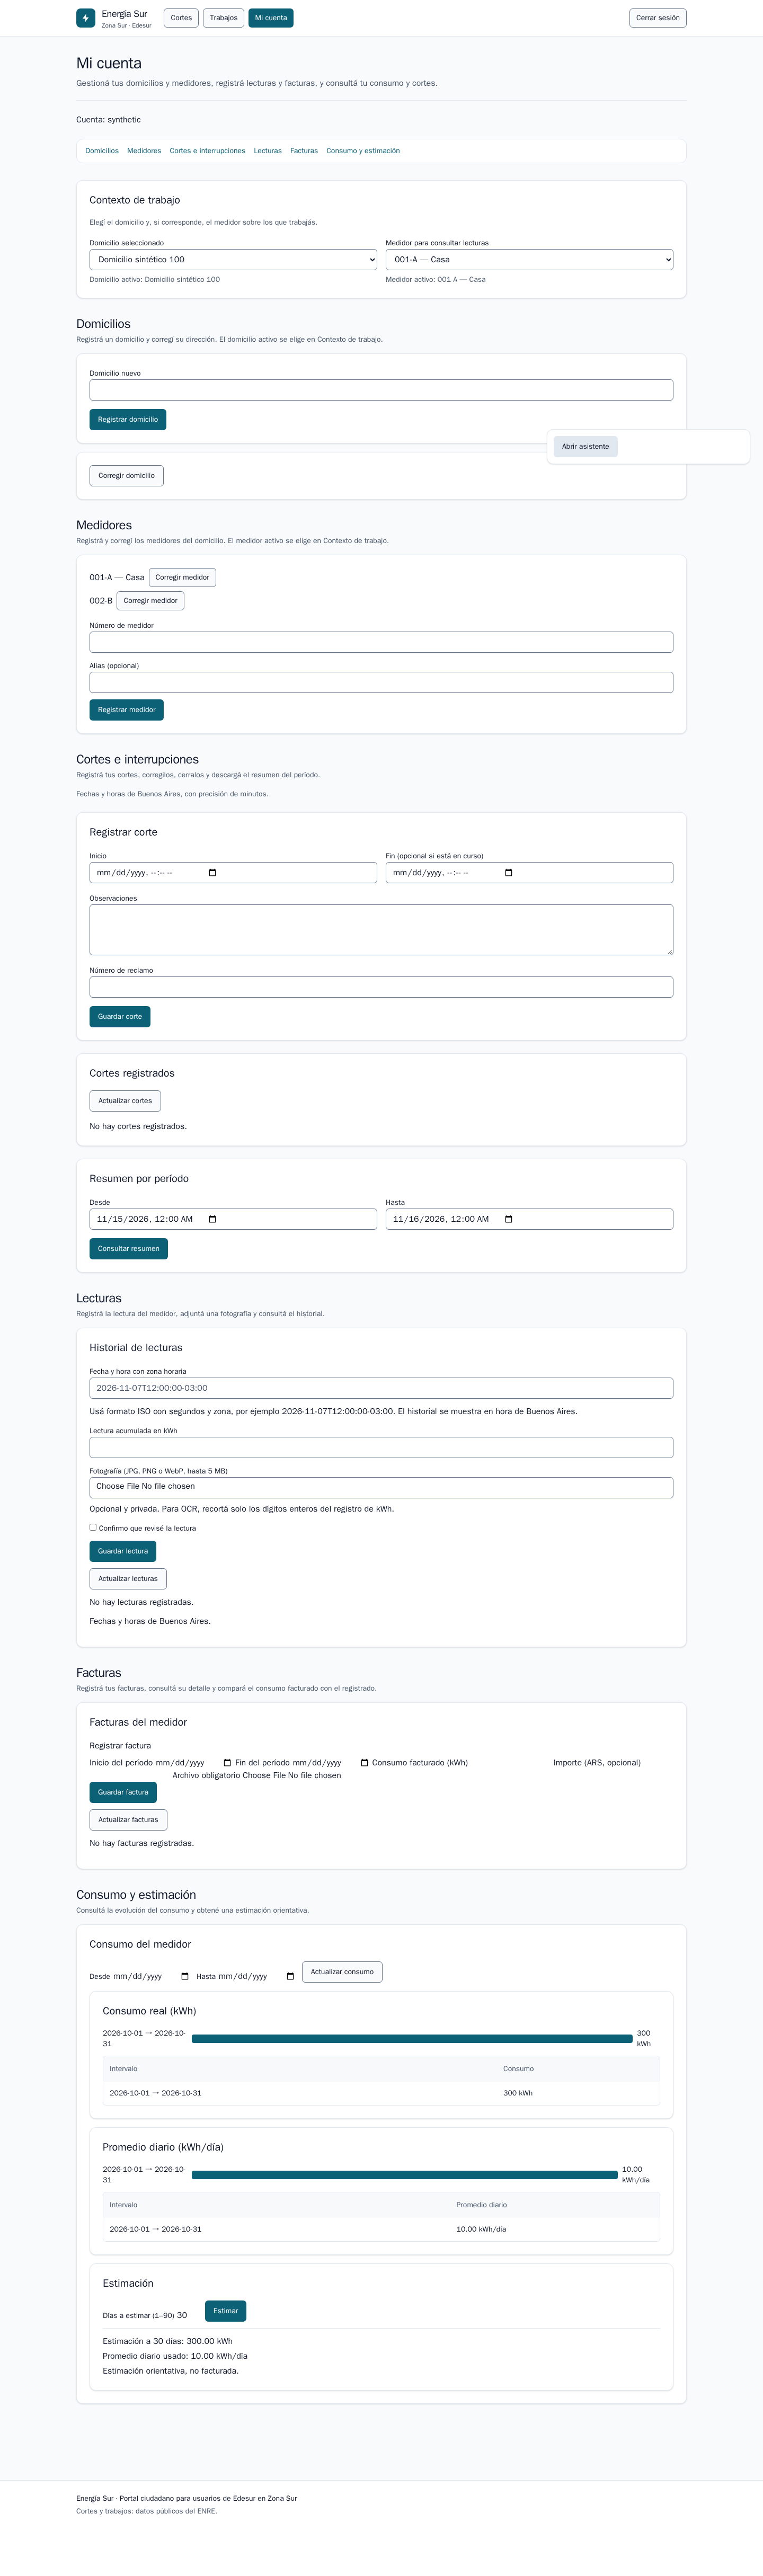 Energía Sur
Zona Sur · Edesur
Cortes
Trabajos
Mi cuenta
Cerrar sesión
Mi cuenta
Gestioná tus domicilios y medidores, registrá lecturas y facturas, y consultá tu consumo y cortes.
Cuenta: synthetic
Domicilios
Medidores
Cortes e interrupciones
Lecturas
Facturas
Consumo y estimación
Contexto de trabajo
Elegí el domicilio y, si corresponde, el medidor sobre los que trabajás.
Domicilio seleccionado
Medidor para consultar lecturas
Domicilio sintético 100
001-A — Casa
Domicilio activo: Domicilio sintético 100
Medidor activo: 001-A — Casa
Domicilios
Registrá un domicilio y corregí su dirección. El domicilio activo se elige en Contexto de trabajo.
Domicilio nuevo
Registrar domicilio
Abrir asistente
Corregir domicilio
Medidores
Registrá y corregí los medidores del domicilio. El medidor activo se elige en Contexto de trabajo.
001-A — Casa
Corregir medidor
002-B
Corregir medidor
Número de medidor
Alias (opcional)
Registrar medidor
Cortes e interrupciones
Registrá tus cortes, corregilos, cerralos y descargá el resumen del período.
Fechas y horas de Buenos Aires, con precisión de minutos.
Registrar corte
Inicio
Fin (opcional si está en curso)
mm/dd/yyyy, --:-- --
mm/dd/yyyy, --:-- --
Observaciones
Número de reclamo
Guardar corte
Cortes registrados
Actualizar cortes
No hay cortes registrados.
Resumen por período
Desde
Hasta
11/15/2026, 12:00 AM
11/16/2026, 12:00 AM
Consultar resumen
Lecturas
Registrá la lectura del medidor, adjuntá una fotografía y consultá el historial.
Historial de lecturas
Fecha y hora con zona horaria
2026-11-07T12:00:00-03:00
Usá formato ISO con segundos y zona, por ejemplo 2026-11-07T12:00:00-03:00. El historial se muestra en hora de Buenos Aires.
Lectura acumulada en kWh
Fotografía (JPG, PNG o WebP, hasta 5 MB)
Choose File No file chosen
Opcional y privada. Para OCR, recortá solo los dígitos enteros del registro de kWh.
Confirmo que revisé la lectura
Guardar lectura
Actualizar lecturas
No hay lecturas registradas.
Fechas y horas de Buenos Aires.
Facturas
Registrá tus facturas, consultá su detalle y compará el consumo facturado con el registrado.
Facturas del medidor
Registrar factura
Inicio del período mm/dd/yyyy Fin del período mm/dd/yyyy Consumo facturado (kWh) Importe (ARS, opcional)
Archivo obligatorio Choose File No file chosen
Guardar factura
Actualizar facturas
No hay facturas registradas.
Consumo y estimación
Consultá la evolución del consumo y obtené una estimación orientativa.
Consumo del medidor
Desde mm/dd/yyyy Hasta mm/dd/yyyy Actualizar consumo
Consumo real (kWh)
2026-10-01 → 2026-10-
31
300
kWh
Intervalo
Consumo
2026-10-01 → 2026-10-31
300 kWh
Promedio diario (kWh/día)
2026-10-01 → 2026-10-
31
10.00
kWh/día
Intervalo
Promedio diario
2026-10-01 → 2026-10-31
10.00 kWh/día
Estimación
Días a estimar (1–90) 30
Estimar
Estimación a 30 días: 300.00 kWh
Promedio diario usado: 10.00 kWh/día
Estimación orientativa, no facturada.
Energía Sur · Portal ciudadano para usuarios de Edesur en Zona Sur
Cortes y trabajos: datos públicos del ENRE.